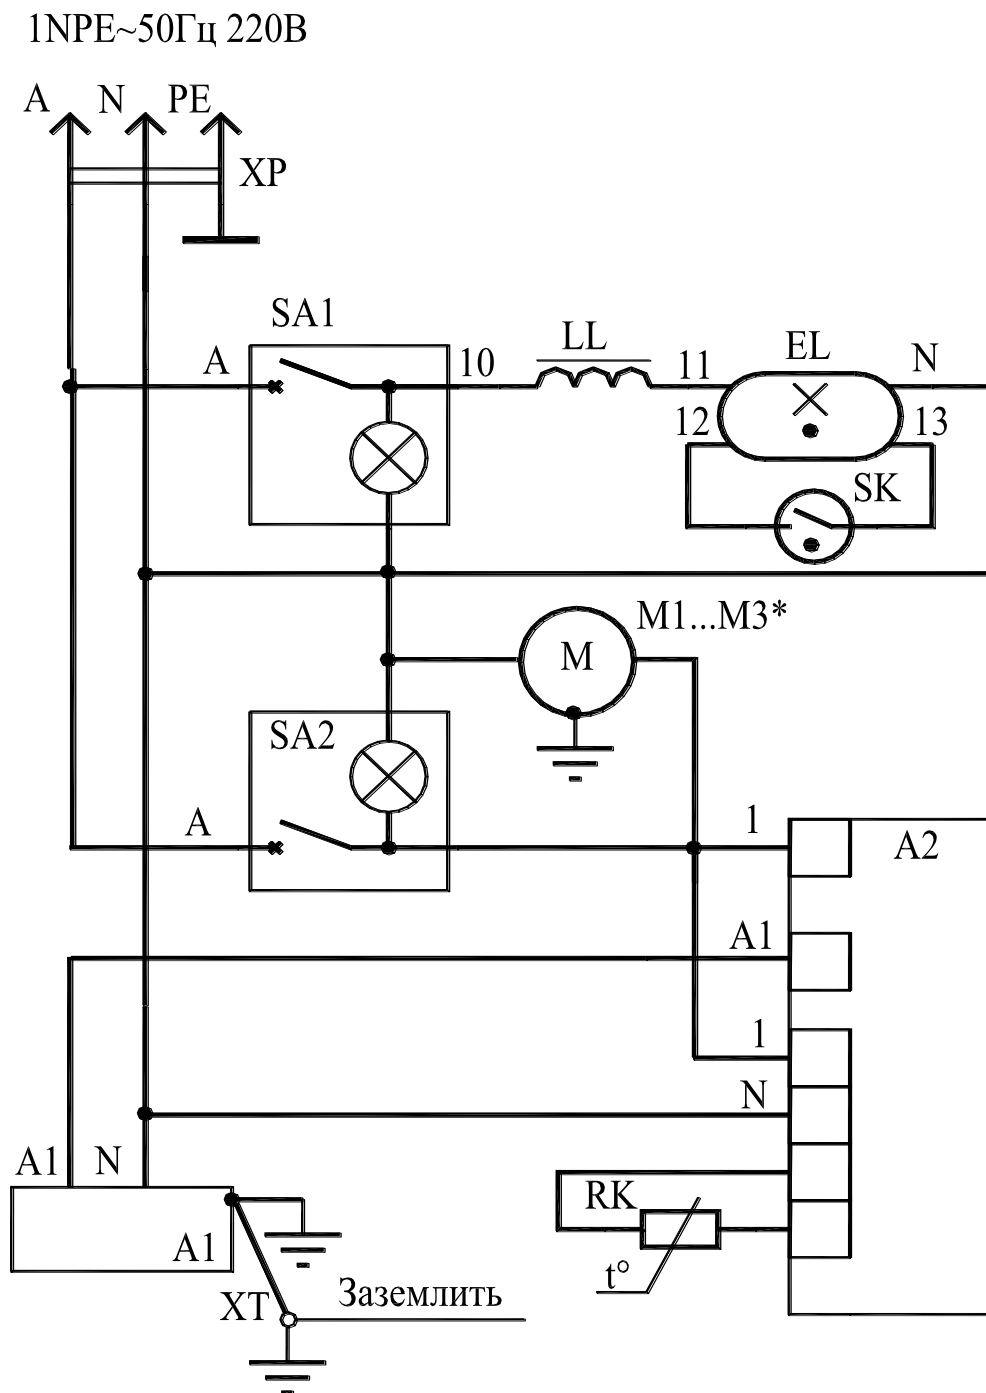 1NPE~50Гц 220В
A N PE
XP
SA1
A
10
LL
11
EL
N
12
13
SK
M1...M3*
M
SA2
A
1
A2
A1
1
N
A1 N
RK
A1
t°
XT
Заземлить